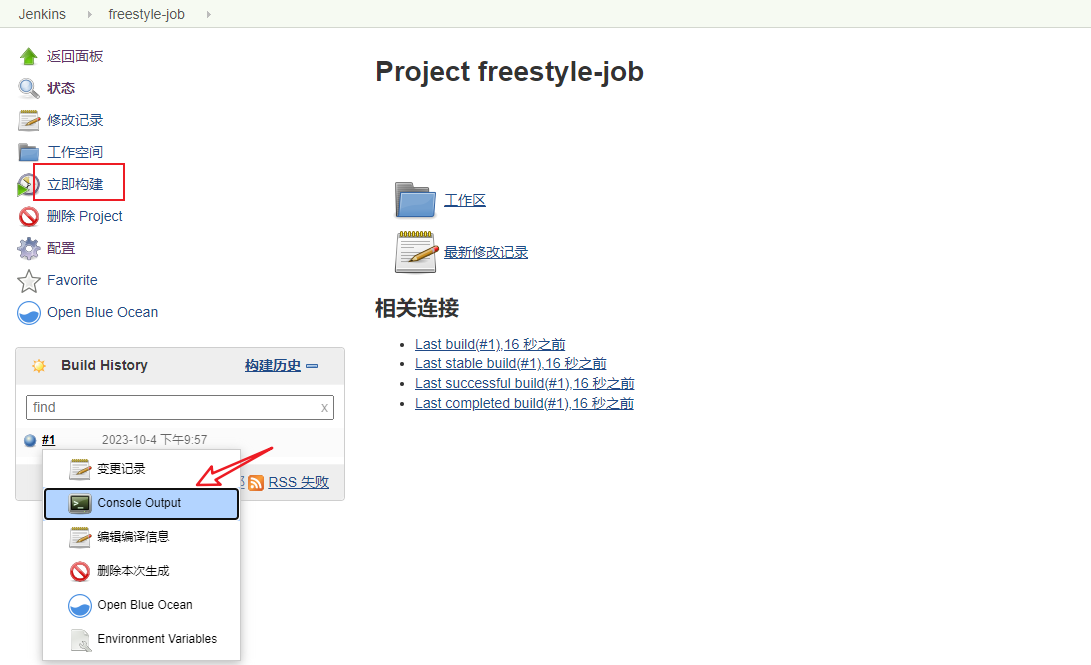 Jenkins freestyle-job
返回面板
状态
修改记录
工作空间
立即构建
删除 Project
配置
Favorite
Open Blue Ocean
Build History 构建历史
find x
#1 2023-10-4 下午9:57
RSS 失败
变更记录
Console Output
编辑编译信息
删除本次生成
Open Blue Ocean
Environment Variables
Project freestyle-job
工作区
最新修改记录
相关连接
Last build(#1),16 秒之前
Last stable build(#1),16 秒之前
Last successful build(#1),16 秒之前
Last completed build(#1),16 秒之前